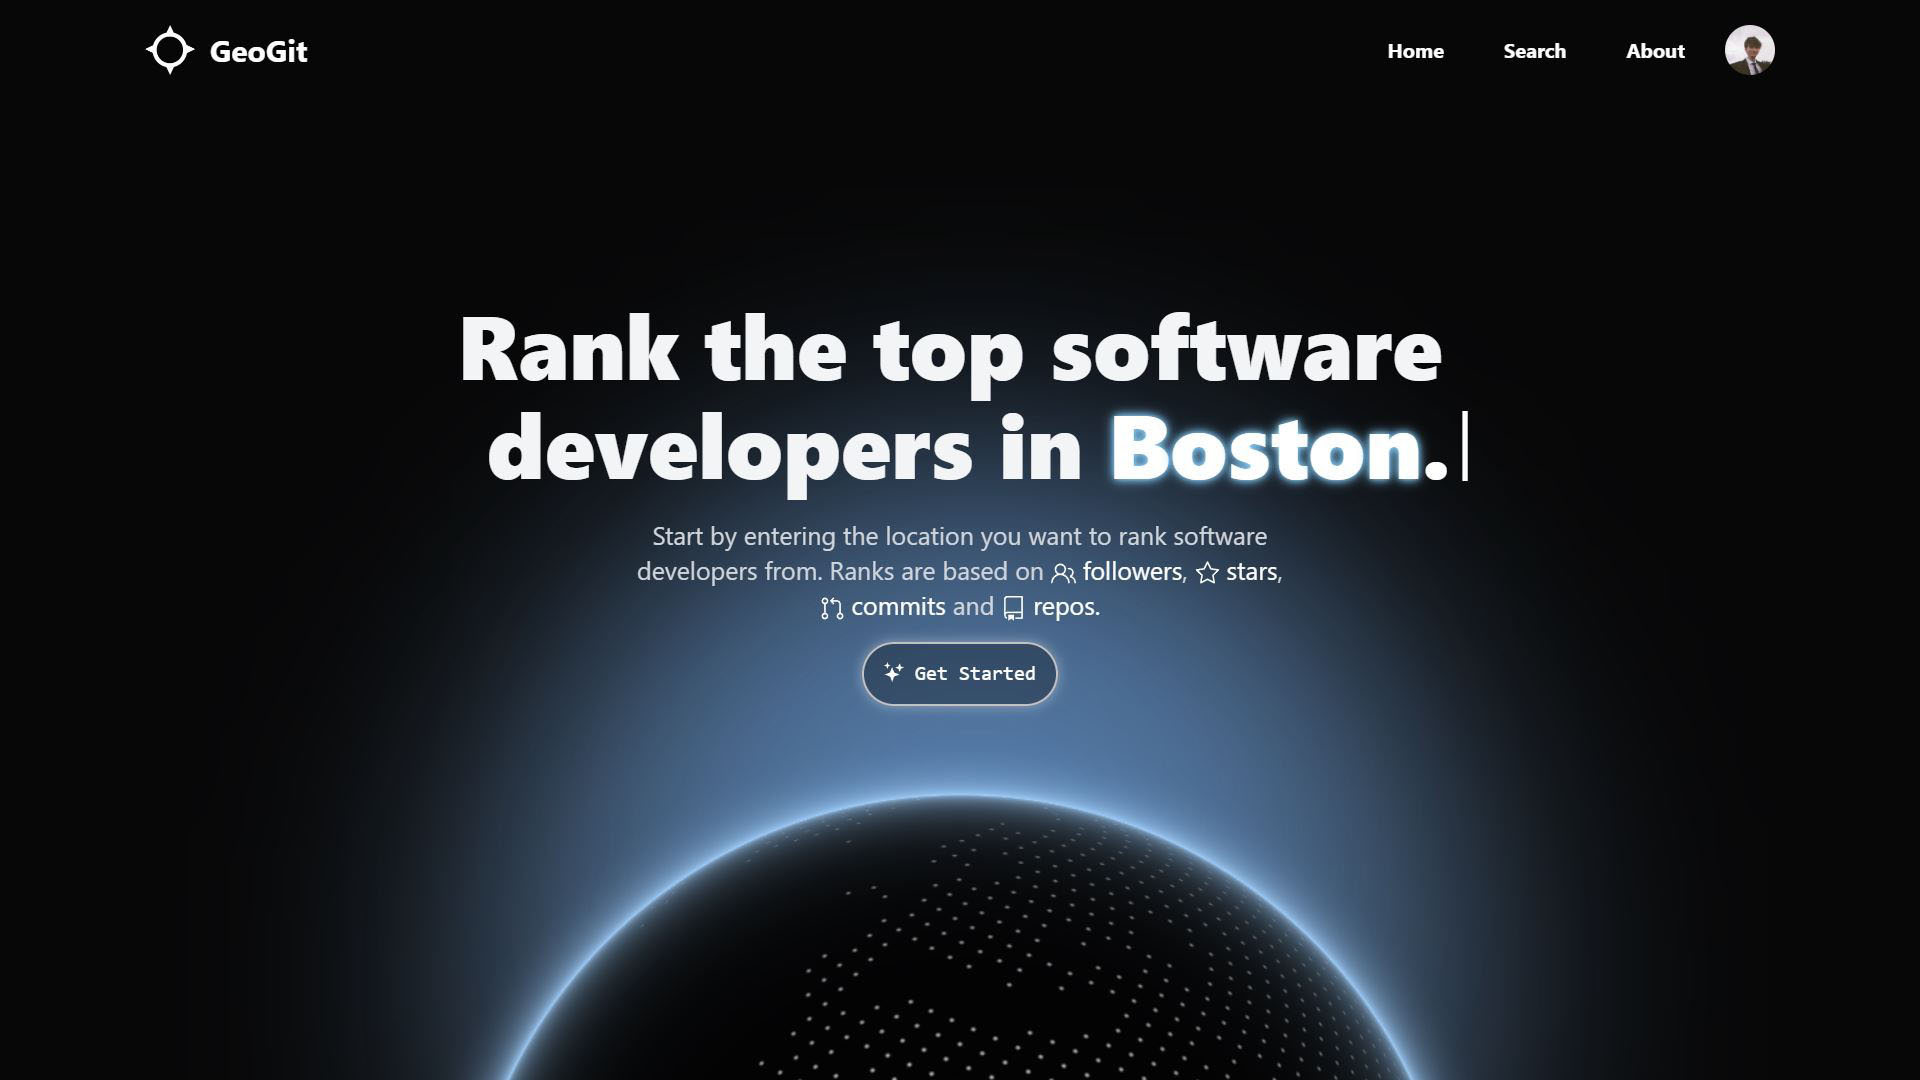 GeoGit
Home
Search
About
Rank the top software
developers in Boston.
Start by entering the location you want to rank software
developers from. Ranks are based on followers, stars,
commits and repos.
Get Started